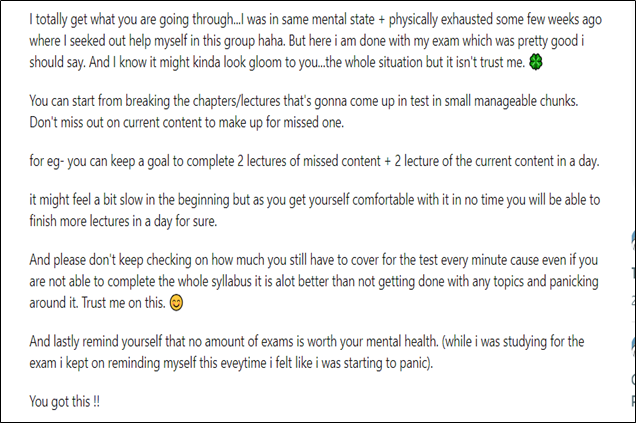 I totally get what you are going through...I was in same mental state + physically exhausted some few weeks ago
where I seeked out help myself in this group haha. But here i am done with my exam which was pretty good i
should say. And I know it might kinda look gloom to you...the whole situation but it isn't trust me. 🍀
You can start from breaking the chapters/lectures that's gonna come up in test in small manageable chunks.
Don't miss out on current content to make up for missed one.
for eg- you can keep a goal to complete 2 lectures of missed content + 2 lecture of the current content in a day.
it might feel a bit slow in the beginning but as you get yourself comfortable with it in no time you will be able to
finish more lectures in a day for sure.
And please don't keep checking on how much you still have to cover for the test every minute cause even if you
are not able to complete the whole syllabus it is alot better than not getting done with any topics and panicking
around it. Trust me on this. 😊
And lastly remind yourself that no amount of exams is worth your mental health. (while i was studying for the
exam i kept on reminding myself this eveytime i felt like i was starting to panic).
You got this !!